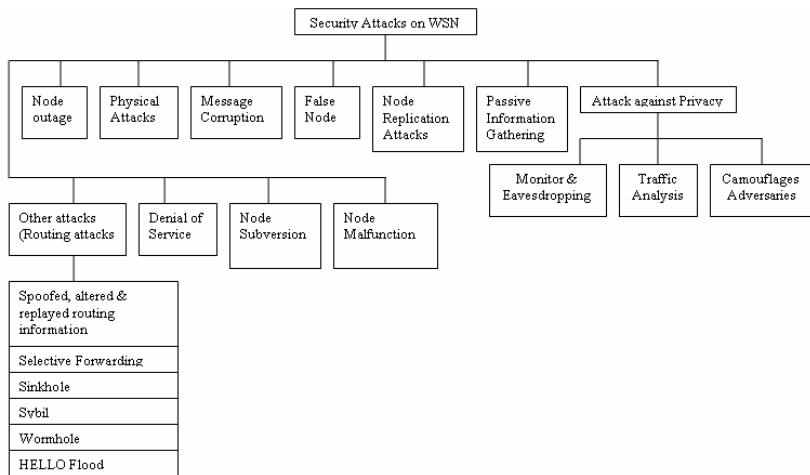 Security Attacks on WSN
Node
outage
Physical
Attacks
Message
Corruption
False
Node
Node
Replication
Attacks
Passive
Information
Gathering
Attack against Privacy
Monitor &
Eavesdropping
Traffic
Analysis
Camouflages
Adversaries
Other attacks
(Routing attacks
Denial of
Service
Node
Subversion
Node
Malfunction
Spoofed, altered &
replayed routing
information
Selective Forwarding
Sinkhole
Sybil
Wormhole
HELLO Flood